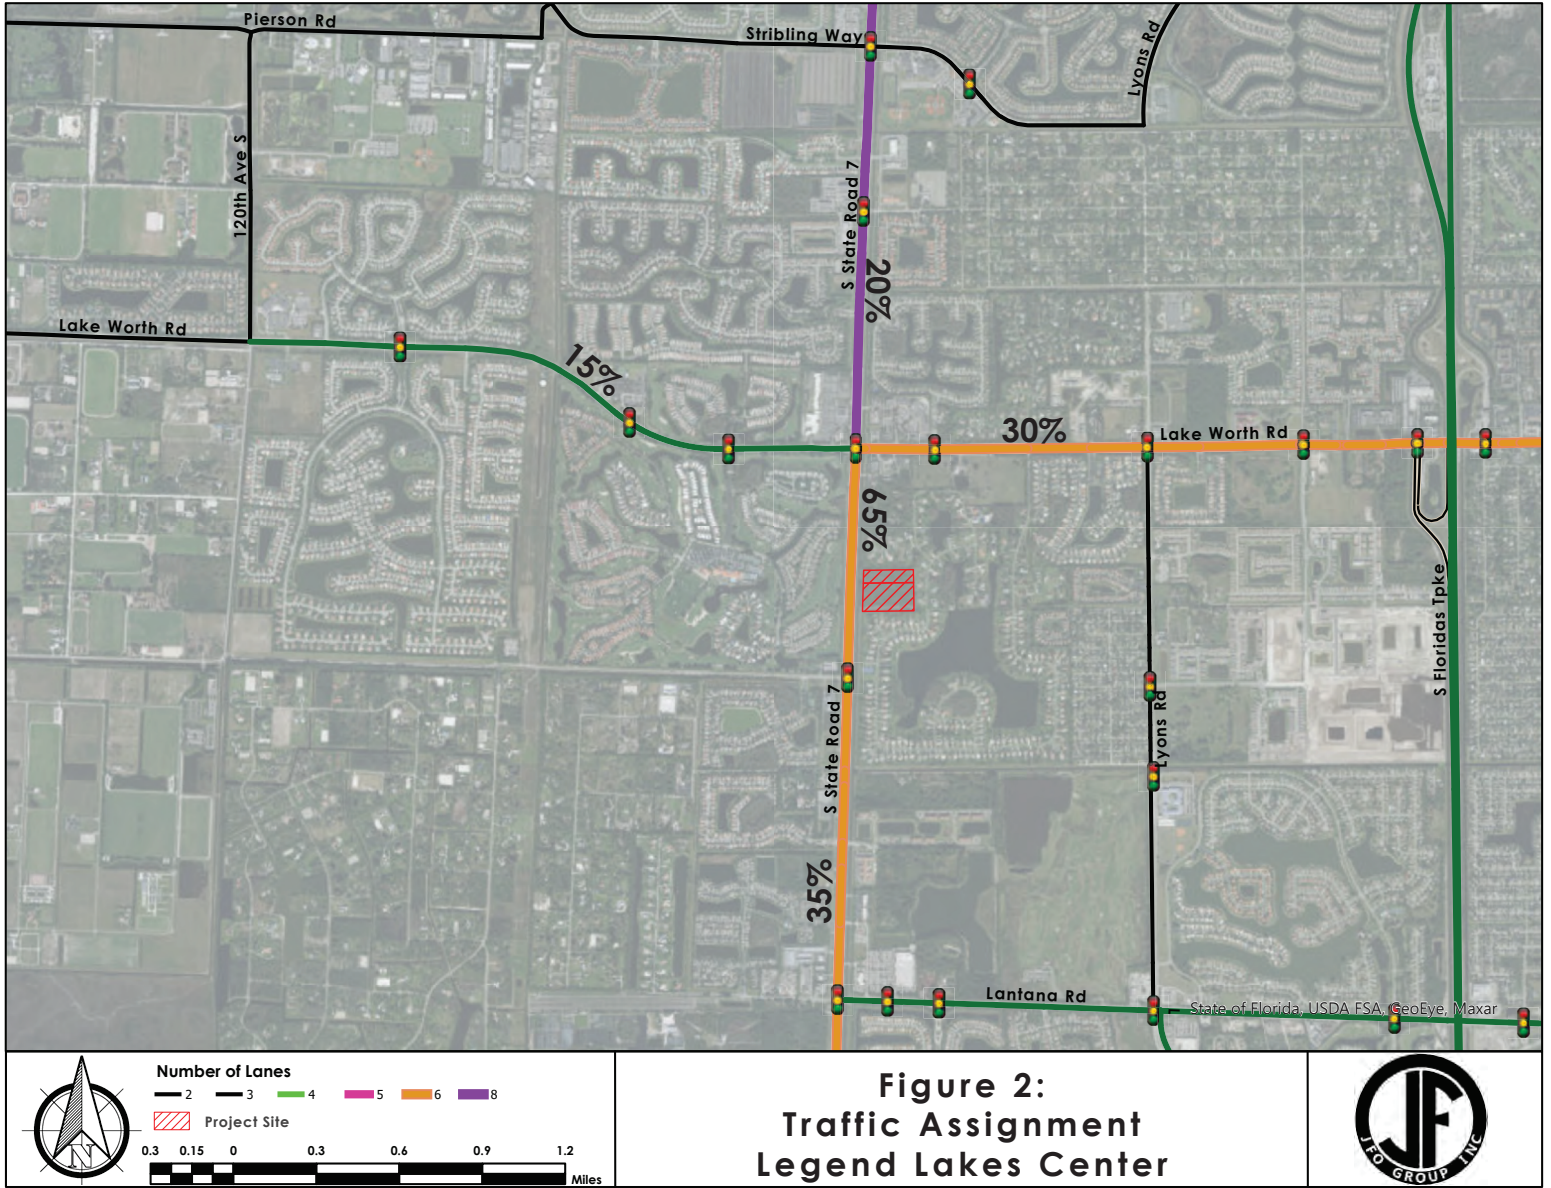 Pierson Rd
Stribling Way
Lyons Rd
120th Ave S
S State Road 7
20%
Lake Worth Rd
15%
30%
Lake Worth Rd
65%
S Floridas Tpke
S State Road 7
Lyons Rd
35%
Lantana Rd
State of Florida, USDA FSA, GeoEye, Maxar
N
Number of Lanes
2 3 4 5 6 8
Project Site
0.3 0.15 0 0.3 0.6 0.9 1.2
Miles
Figure 2:
Traffic Assignment
Legend Lakes Center
JF
JFO GROUP INC